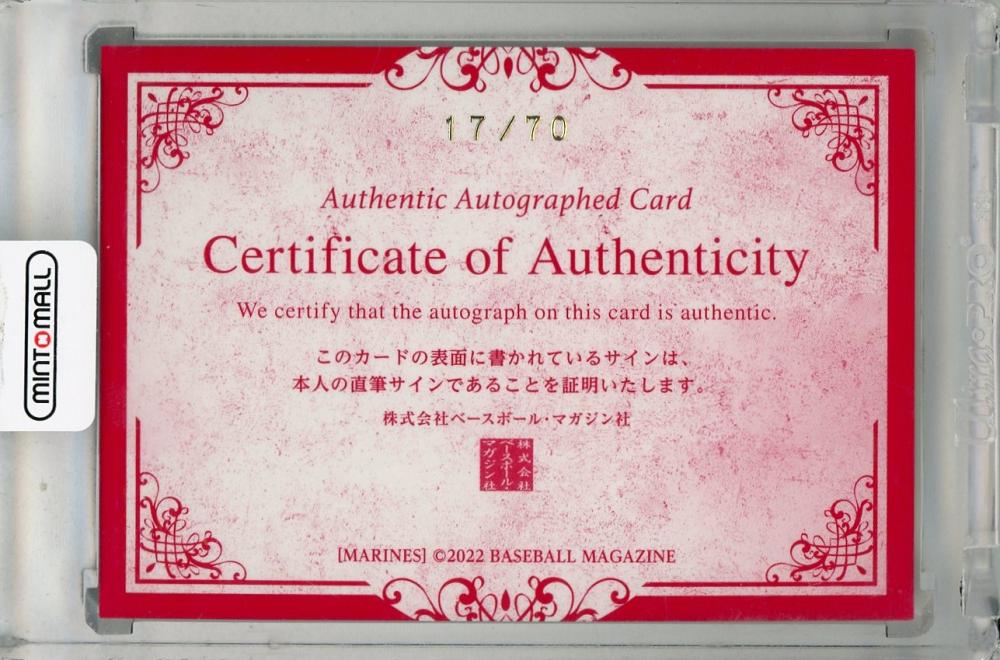 17/70
Authentic Autographed Card
Certificate of Authenticity
We certify that the autograph on this card is authentic.
このカードの表面に書かれているサインは、
本人の直筆サインであることを証明いたします。
株式会社ベースボール・マガジン社
株式会社
ベースボール・
マガジン社
[MARINES] ©2022 BASEBALL MAGAZINE
MINTOMALL